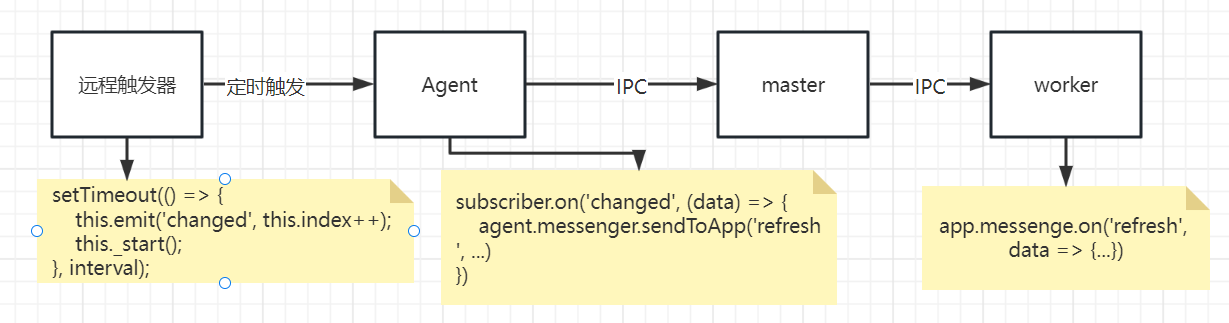 远程触发器
定时触发
Agent
IPC
master
IPC
worker
setTimeout(() => {
this.emit('changed', this.index++);
this._start();
}, interval);
subscriber.on('changed', (data) => {
agent.messenger.sendToApp('refresh
', ...)
})
app.messenge.on('refresh',
data => {...})